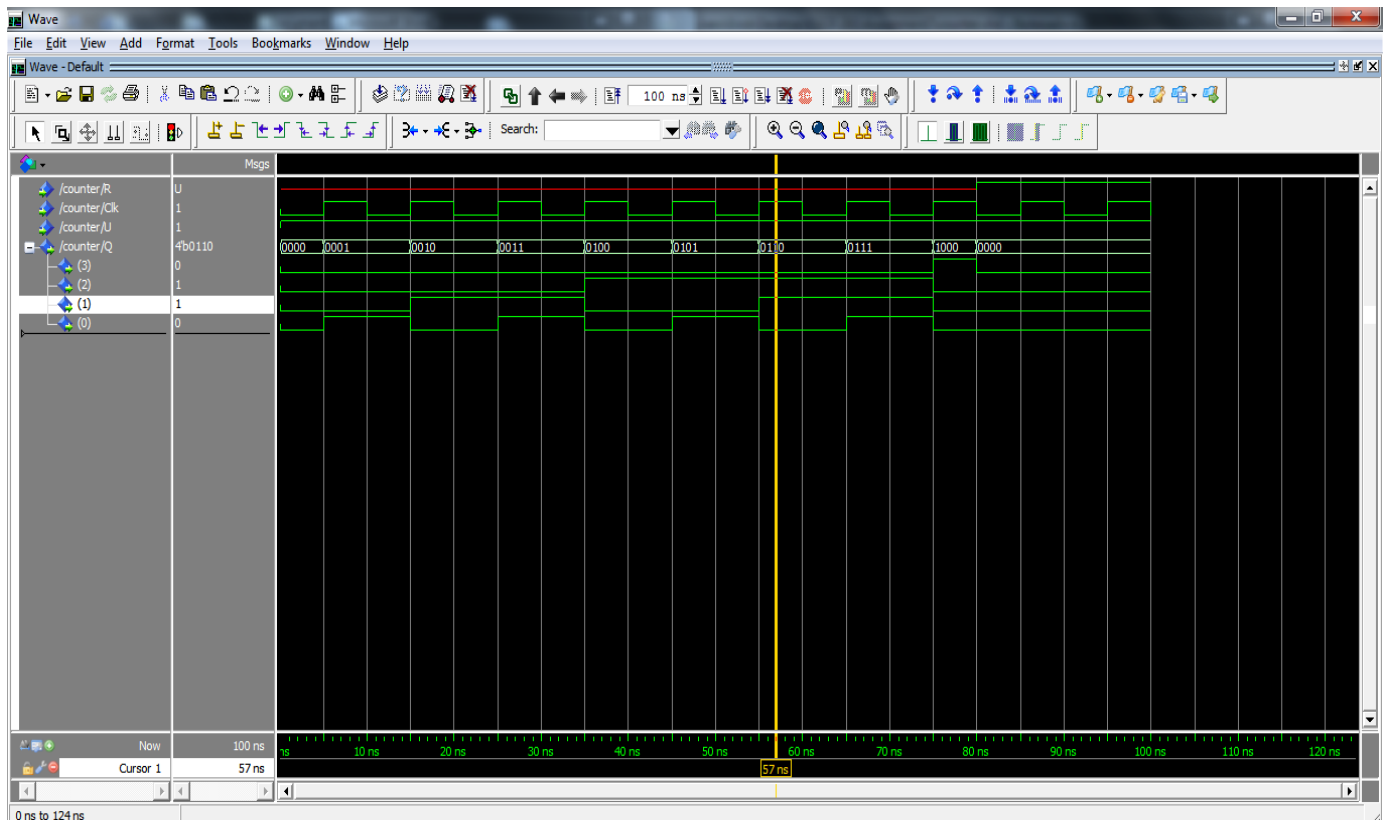 Wave
File Edit View Add Format Tools Bookmarks Window Help
Wave - Default
100 ns
Search:
Msgs
/counter/R U
/counter/Clk 1
/counter/U 1
/counter/Q 4'b0110 0000 0001 0010 0011 0100 0101 0110 0111 1000 0000
(3) 0
(2) 1
(1) 1
(0) 0
Now 100 ns ns 10 ns 20 ns 30 ns 40 ns 50 ns 60 ns 70 ns 80 ns 90 ns 100 ns 110 ns 120 ns
Cursor 1 57 ns 57 ns
0 ns to 124 ns